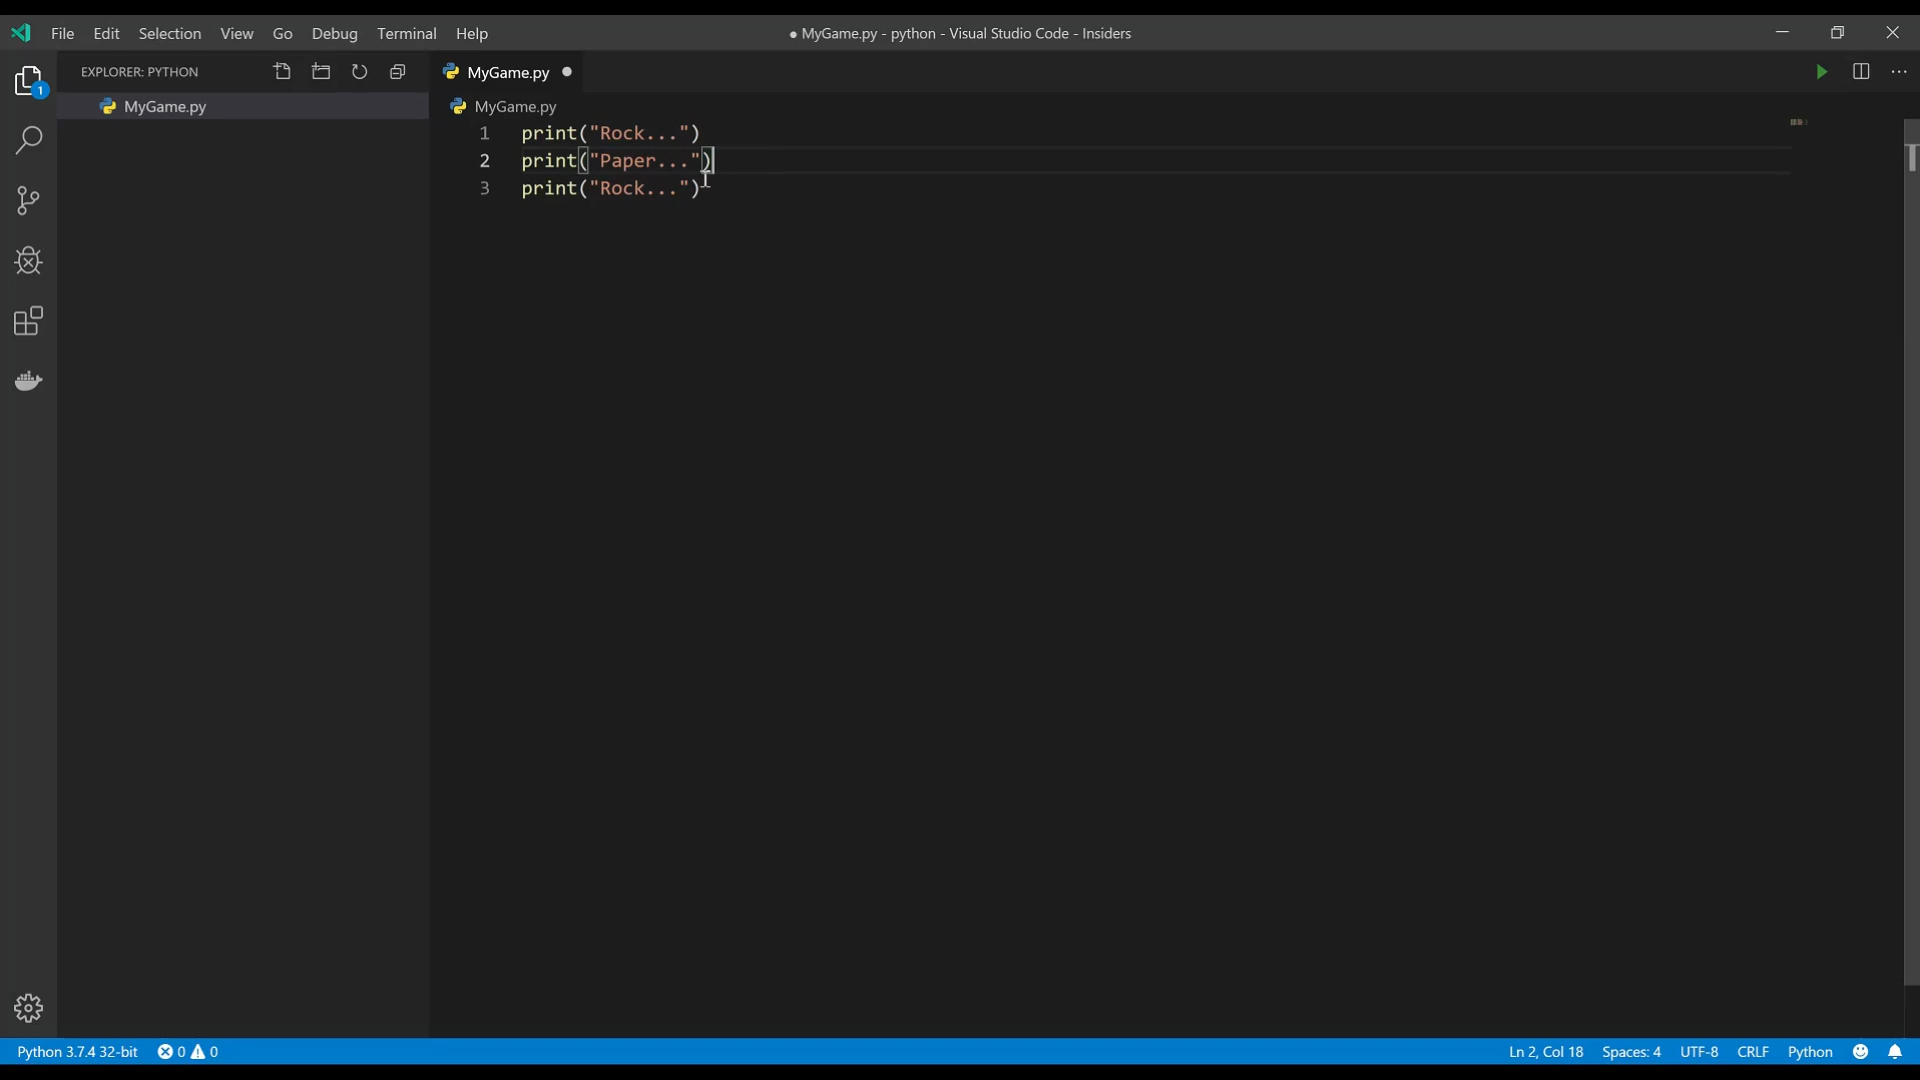 File Edit Selection View Go Debug Terminal Help
● MyGame.py - python - Visual Studio Code - Insiders
EXPLORER: PYTHON
MyGame.py
1
MyGame.py
MyGame.py
1 print("Rock...")
2 print("Paper...")
3 print("Rock...")
Python 3.7.4 32-bit 0 0
Ln 2, Col 18 Spaces: 4 UTF-8 CRLF Python